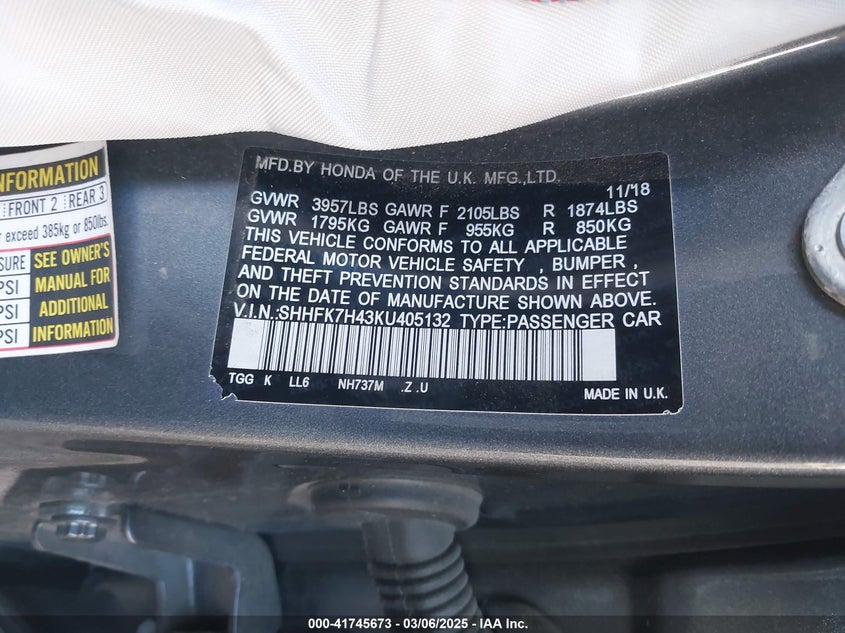 MFD.BY HONDA OF THE U.K. MFG.,LTD.
11/18
GVWR 3957LBS GAWR F 2105LBS R 1874LBS
GVWR 1795KG GAWR F 955KG R 850KG
THIS VEHICLE CONFORMS TO ALL APPLICABLE
FEDERAL MOTOR VEHICLE SAFETY , BUMPER ,
AND THEFT PREVENTION STANDARDS IN EFFECT
ON THE DATE OF MANUFACTURE SHOWN ABOVE.
V.I.N.:SHHFK7H43KU405132 TYPE:PASSENGER CAR
TGG K LL6 NH737M .Z .U
MADE IN U.K.
INFORMATION
FRONT 2 REAR 3
exceed 385kg or 850lbs.
SEE OWNER'S
MANUAL FOR
ADDITIONAL
INFORMATION
PSI
PSI
000-41745673 - 03/06/2025 - IAA Inc.